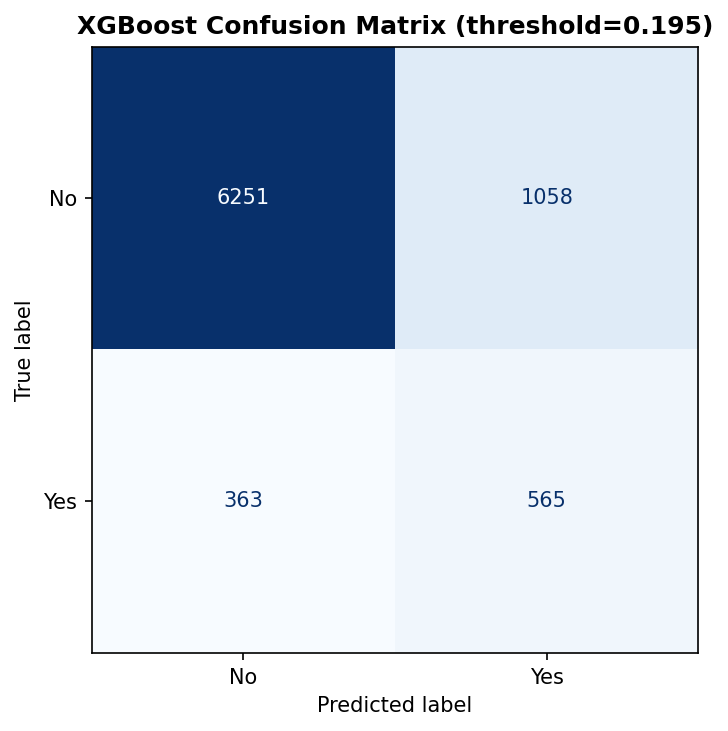 XGBoost Confusion Matrix (threshold=0.195)
True label
No
6251
1058
Yes
363
565
No
Yes
Predicted label